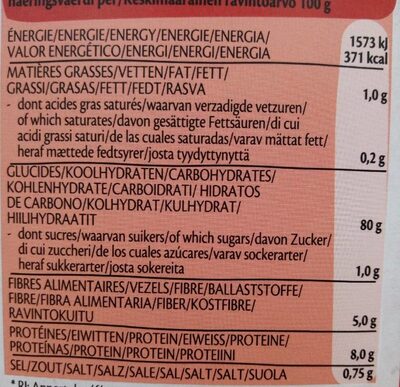 næringsværdi per/Keskimääräinen ravintoarvo 100 g
ÉNERGIE/ENERGIE/ENERGY/ENERGIE/ENERGIA/
VALOR ENERGÉTICO/ENERGI/ENERGI/ENERGIA
1573 kJ
371 kcal
MATIÈRES GRASSES/VETTEN/FAT/FETT/
GRASSI/GRASAS/FETT/FEDT/RASVA
1,0 g
- dont acides gras saturés/waarvan verzadigde vetzuren/
of which saturates/davon gesättigte Fettsäuren/di cui
acidi grassi saturi/de las cuales saturadas/varav mättat fett/
heraf mættede fedtsyrer/josta tyydyttynyttä
0,2 g
GLUCIDES/KOOLHYDRATEN/CARBOHYDRATES/
KOHLENHYDRATE/CARBOIDRATI/ HIDRATOS
DE CARBONO/KOLHYDRAT/KULHYDRAT/
HIILIHYDRAATIT
80 g
- dont sucres/waarvan suikers/of which sugars/davon Zucker/
di cui zuccheri/de los cuales azúcares/varav sockerarter/
heraf sukkerarter/josta sokereita
1,0 g
FIBRES ALIMENTAIRES/VEZELS/FIBRE/BALLASTSTOFFE/
FIBRE/FIBRA ALIMENTARIA/FIBER/KOSTFIBRE/
RAVINTOKUITU
5,0 g
PROTÉINES/EIWITTEN/PROTEIN/EIWEISS/PROTEINE/
PROTEÍNAS/PROTEIN/PROTEIN/PROTEIINI
8,0 g
SEL/ZOUT/SALT/SALZ/SALE/SAL/SALT/SALT/SUOLA
0,75 g